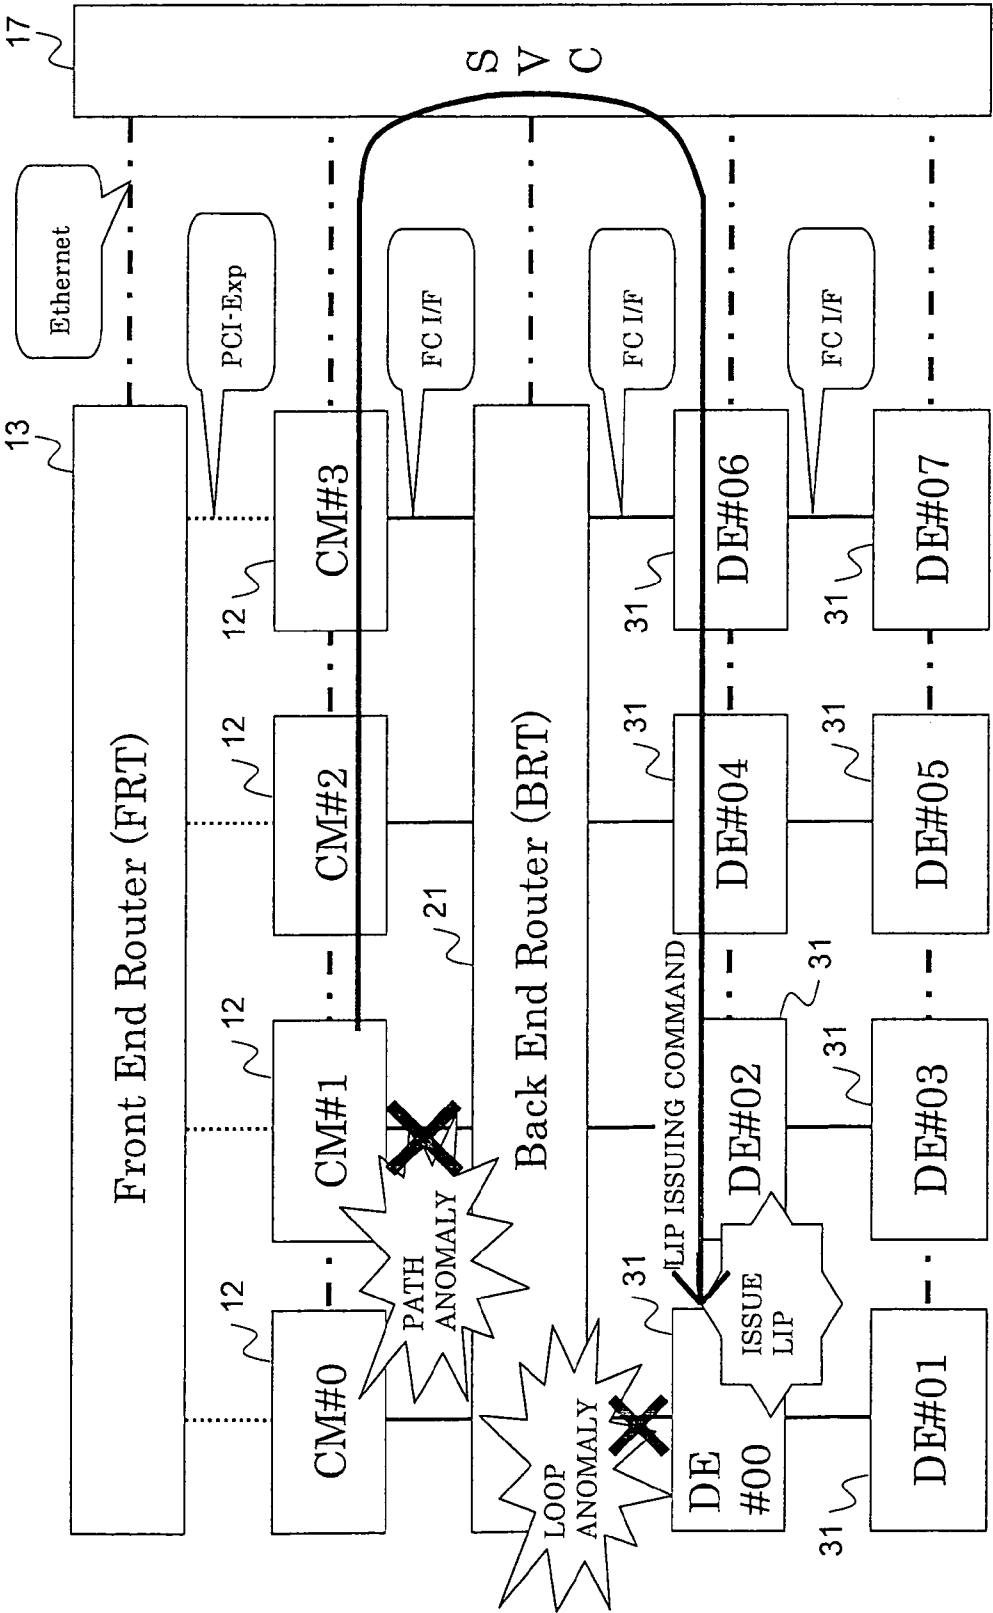 17
S
V
C
Ethernet
13
Front End Router (FRT)
PCI-Exp
12
CM#0
12
CM#1
12
CM#2
12
CM#3
FC I/F
PATH
ANOMALY
21
Back End Router (BRT)
LOOP
ANOMALY
FC I/F
LIP ISSUING COMMAND
31
DE
#00
ISSUE
LIP
DE#02
31
31
DE#04
31
DE#06
FC I/F
31
DE#01
31
DE#03
31
DE#05
31
DE#07